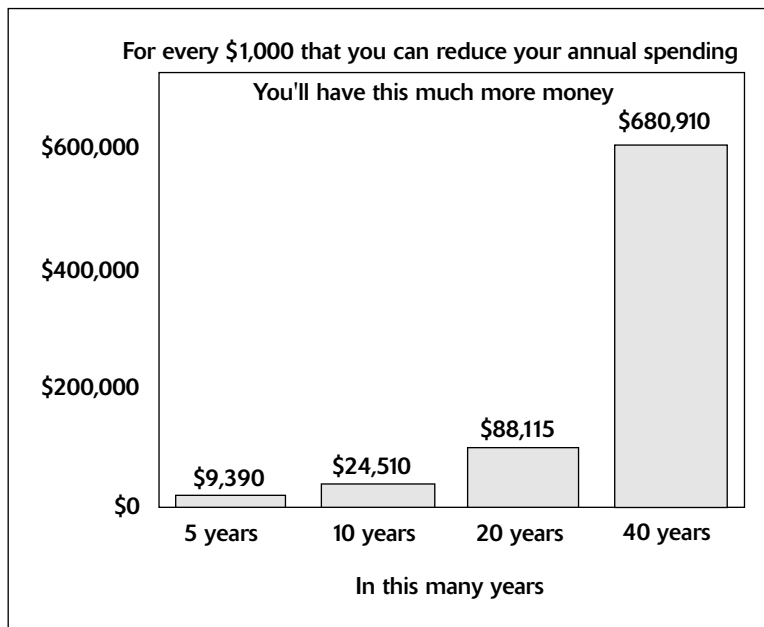 For every $1,000 that you can reduce your annual spending
You'll have this much more money
$680,910
$600,000
$400,000
$200,000
$88,115
$24,510
$9,390
$0
5 years 10 years 20 years 40 years
In this many years